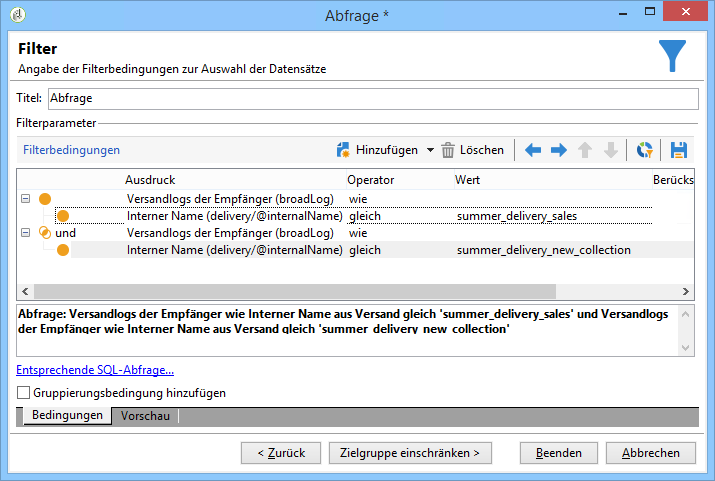 Abfrage *
Filter
Angabe der Filterbedingungen zur Auswahl der Datensätze
Titel: Abfrage
Filterparameter
Filterbedingungen Hinzufügen Löschen
Ausdruck Operator Wert Berücks
Versandlogs der Empfänger (broadLog) wie
Interner Name (delivery/@internalName) gleich summer_delivery_sales
und Versandlogs der Empfänger (broadLog) wie
Interner Name (delivery/@internalName) gleich summer_delivery_new_collection
Abfrage: Versandlogs der Empfänger wie Interner Name aus Versand gleich 'summer_delivery_sales' und Versandlogs
der Empfänger wie Interner Name aus Versand gleich 'summer_delivery_new_collection'
Entsprechende SQL-Abfrage...
Gruppierungsbedingung hinzufügen
Bedingungen Vorschau
< Zurück Zielgruppe einschränken > Beenden Abbrechen